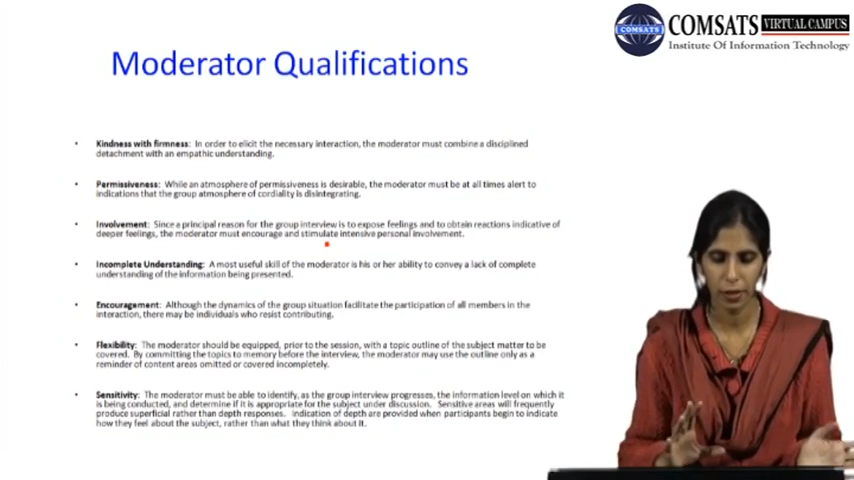 COMSATS
COMSATS VIRTUAL CAMPUS
Institute Of Information Technology
Moderator Qualifications
• Kindness with firmness: In order to elicit the necessary interaction, the moderator must combine a disciplined
detachment with an empathic understanding.
• Permissiveness: While an atmosphere of permissiveness is desirable, the moderator must be at all times alert to
indications that the group atmosphere of cordiality is disintegrating.
• Involvement: Since a principal reason for the group interview is to expose feelings and to obtain reactions indicative of
deeper feelings, the moderator must encourage and stimulate intensive personal involvement.
• Incomplete Understanding: A most useful skill of the moderator is his or her ability to convey a lack of complete
understanding of the information being presented.
• Encouragement: Although the dynamics of the group situation facilitate the participation of all members in the
interaction, there may be individuals who resist contributing.
• Flexibility: The moderator should be equipped, prior to the session, with a topic outline of the subject matter to be
covered. By committing the topics to memory before the interview, the moderator may use the outline only as a
reminder of content areas omitted or covered incompletely.
• Sensitivity: The moderator must be able to identify, as the group interview progresses, the information level on which it
is being conducted, and determine if it is appropriate for the subject under discussion. Sensitive areas will frequently
produce superficial rather than depth responses. Indication of depth are provided when participants begin to indicate
how they feel about the subject, rather than what they think about it.